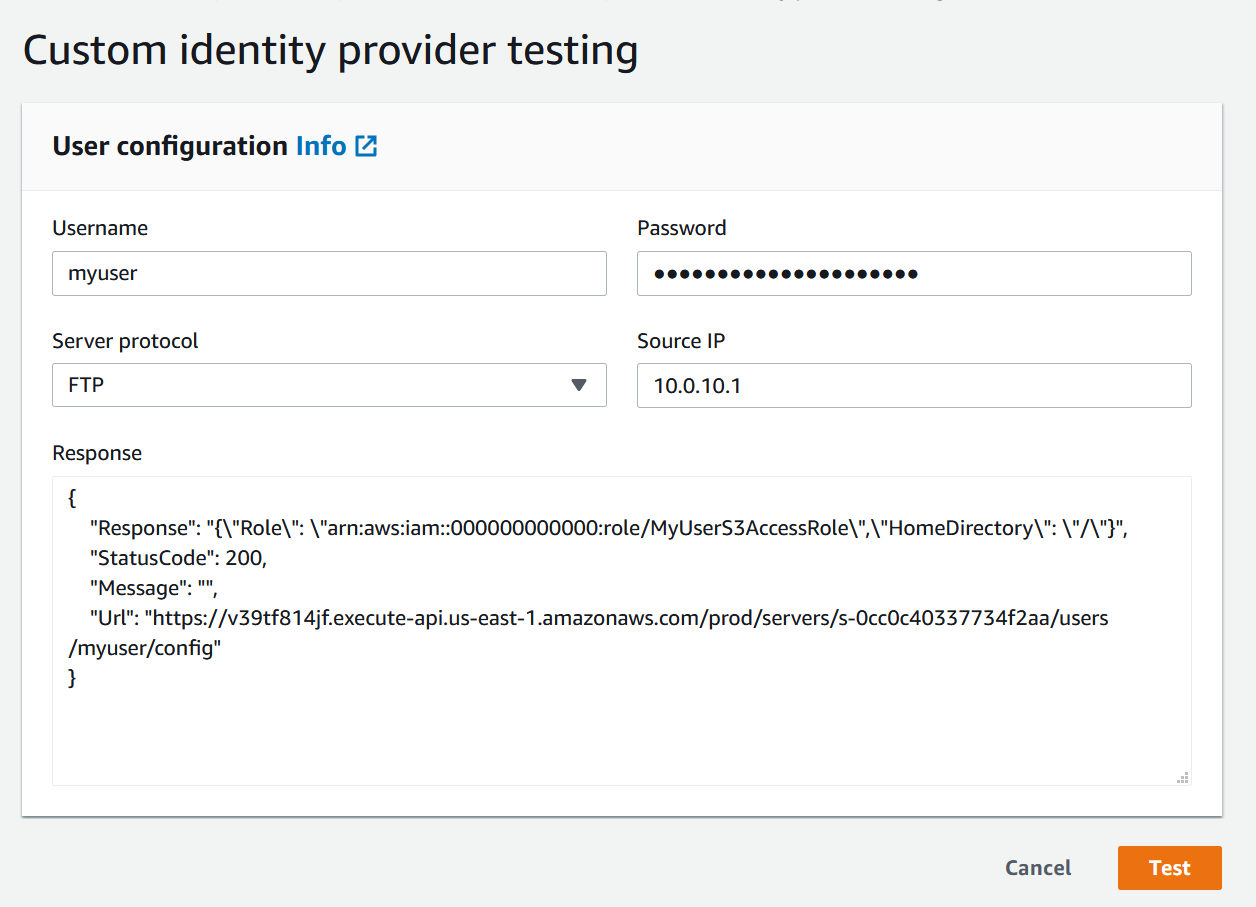 Custom identity provider testing
User configuration Info
Username
Password
myuser
●●●●●●●●●●●●●●●●●●●●●
Server protocol
Source IP
FTP
10.0.10.1
Response
{
"Response": "{\"Role\": \"arn:aws:iam::000000000000:role/MyUserS3AccessRole\",\"HomeDirectory\": \"/\"}",
"StatusCode": 200,
"Message": "",
"Url": "https://v39tf814jf.execute-api.us-east-1.amazonaws.com/prod/servers/s-0cc0c40337734f2aa/users
/myuser/config"
}
Cancel
Test